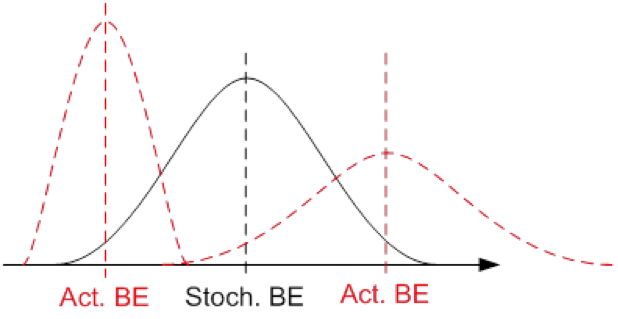 Act. BE Stoch. BE Act. BE